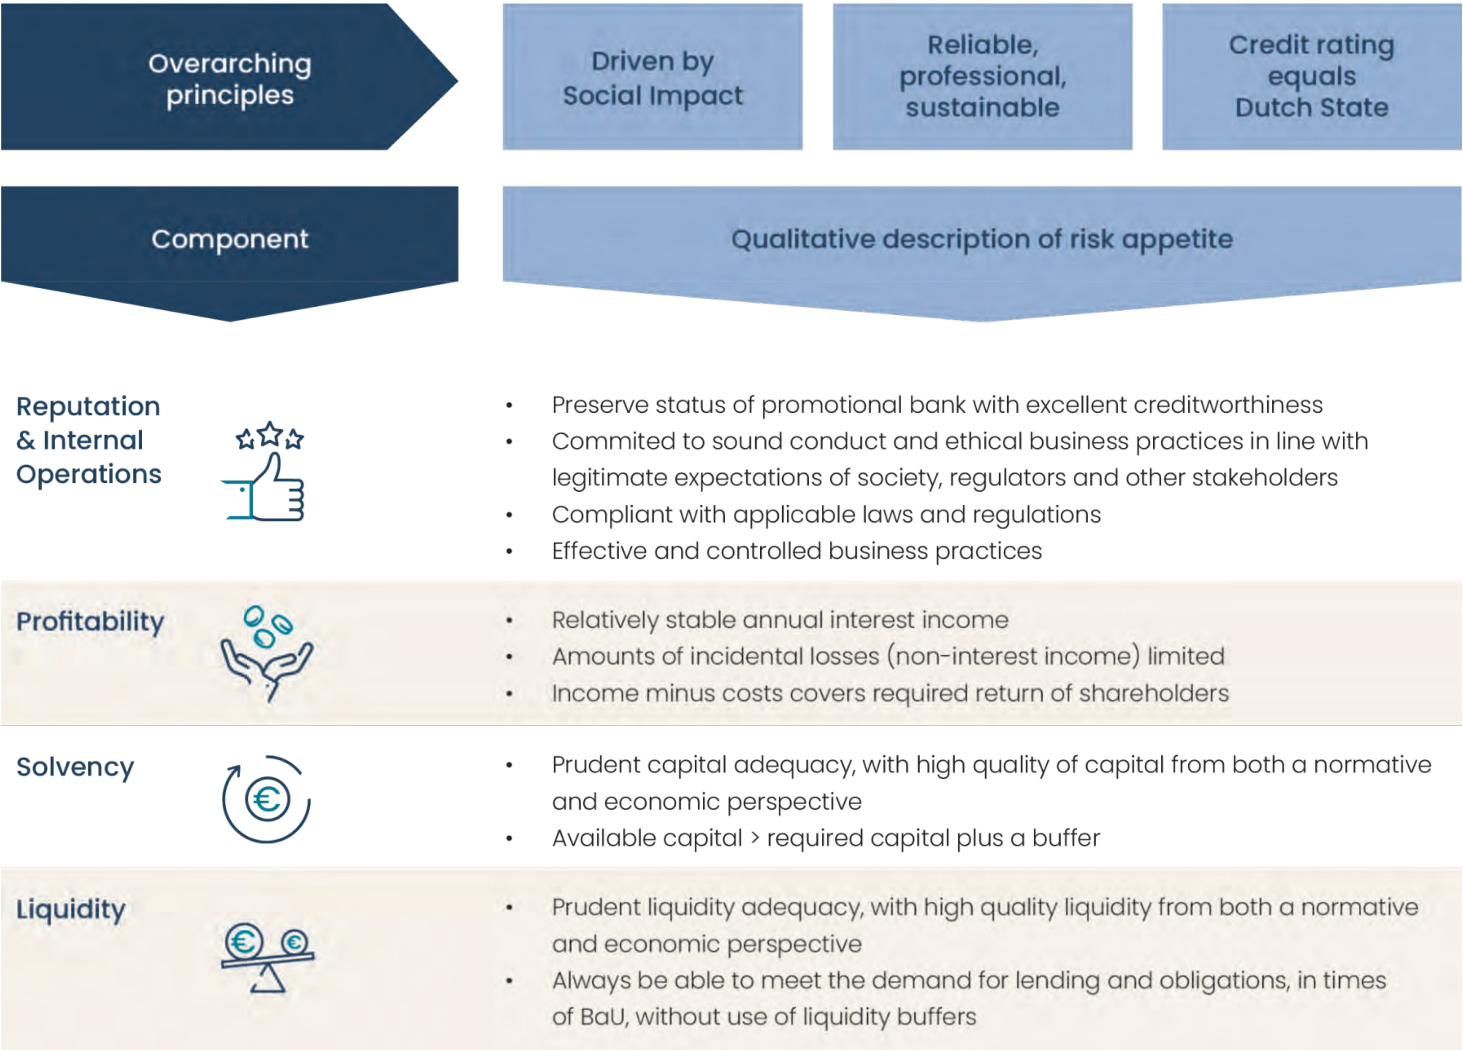 Overarching
principles
Driven by
Social Impact
Reliable,
professional,
sustainable
Credit rating
equals
Dutch State
Component
Qualitative description of risk appetite
Reputation
& Internal
Operations
• Preserve status of promotional bank with excellent creditworthiness
• Commited to sound conduct and ethical business practices in line with
legitimate expectations of society, regulators and other stakeholders
• Compliant with applicable laws and regulations
• Effective and controlled business practices
Profitability
• Relatively stable annual interest income
• Amounts of incidental losses (non-interest income) limited
• Income minus costs covers required return of shareholders
Solvency
€
• Prudent capital adequacy, with high quality of capital from both a normative
and economic perspective
• Available capital > required capital plus a buffer
Liquidity
€ €
• Prudent liquidity adequacy, with high quality liquidity from both a normative
and economic perspective
• Always be able to meet the demand for lending and obligations, in times
of BaU, without use of liquidity buffers